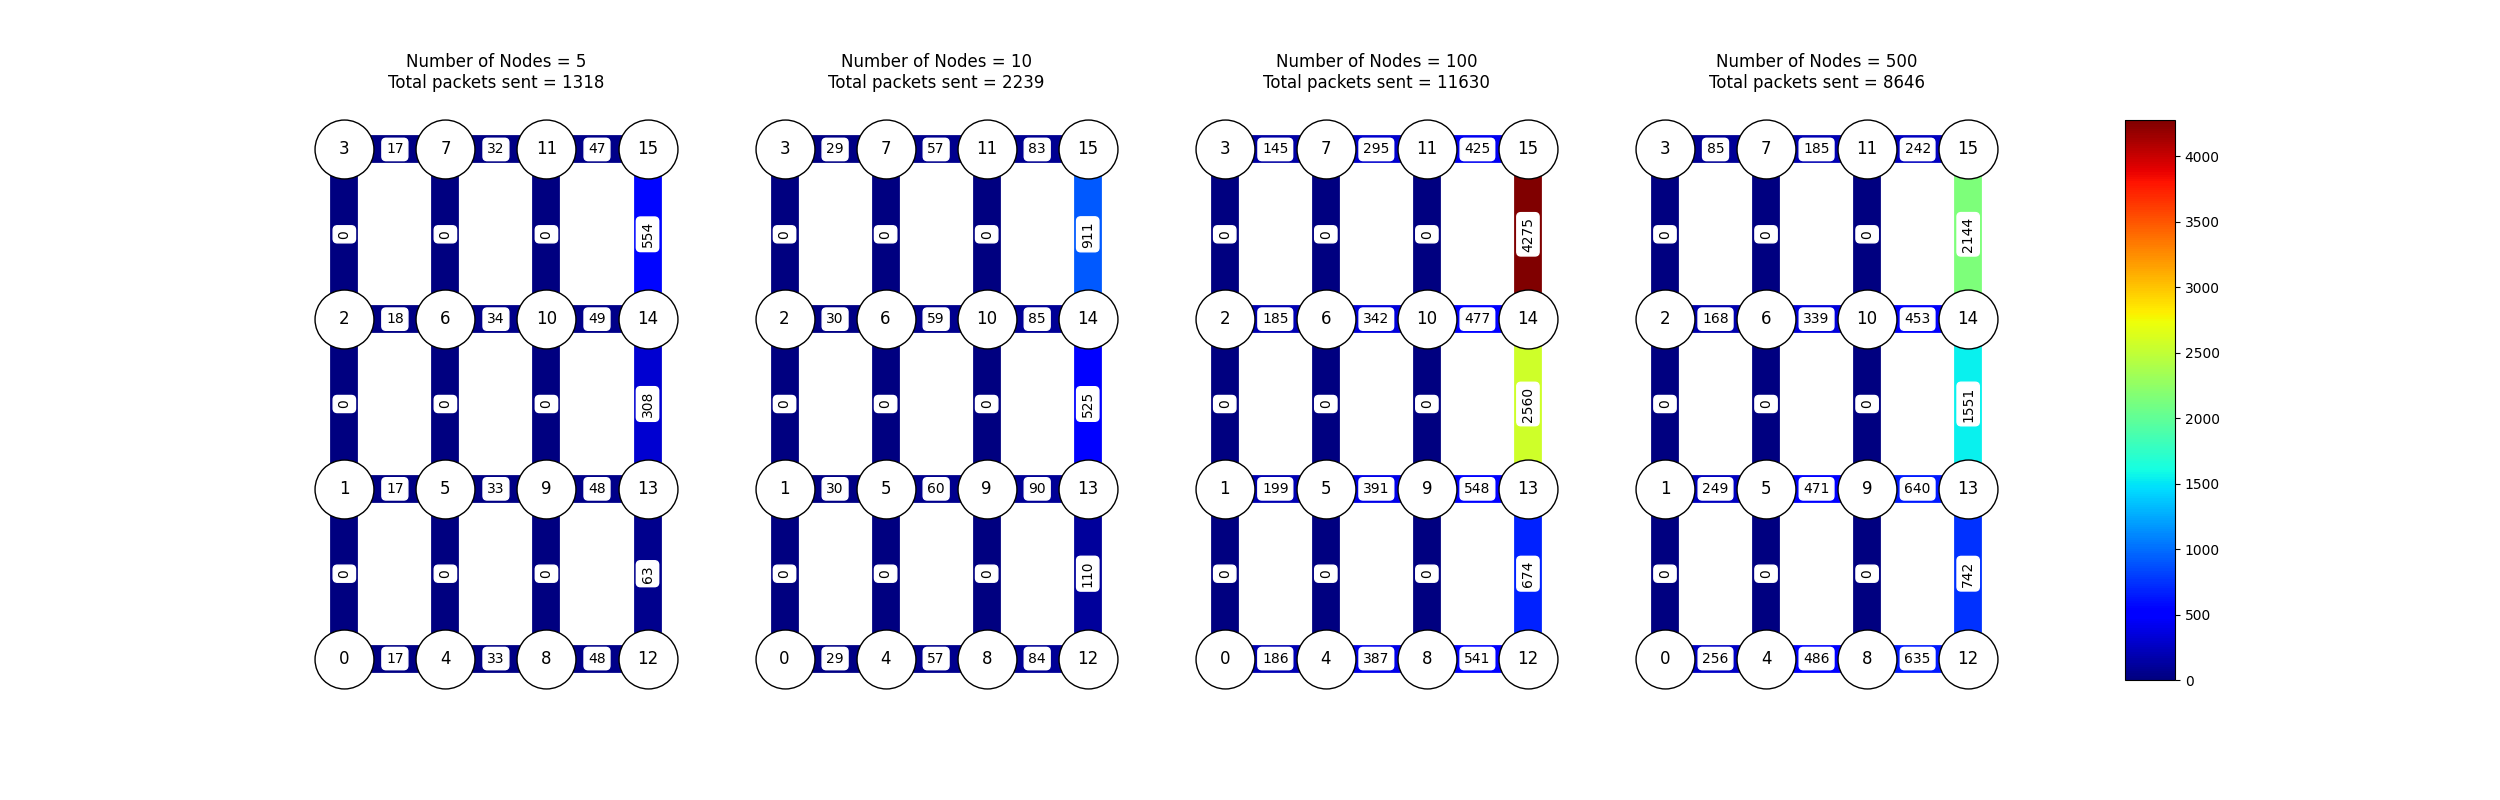 Number of Nodes = 5
Total packets sent = 1318
3 17 7 32 11 47 15
0 0 0 554
2 18 6 34 10 49 14
0 0 0 308
1 17 5 33 9 48 13
0 0 0 63
0 17 4 33 8 48 12
Number of Nodes = 10
Total packets sent = 2239
3 29 7 57 11 83 15
0 0 0 911
2 30 6 59 10 85 14
0 0 0 525
1 30 5 60 9 90 13
0 0 0 110
0 29 4 57 8 84 12
Number of Nodes = 100
Total packets sent = 11630
3 145 7 295 11 425 15
0 0 0 4275
2 185 6 342 10 477 14
0 0 0 2560
1 199 5 391 9 548 13
0 0 0 674
0 186 4 387 8 541 12
Number of Nodes = 500
Total packets sent = 8646
3 85 7 185 11 242 15
0 0 0 2144
2 168 6 339 10 453 14
0 0 0 1551
1 249 5 471 9 640 13
0 0 0 742
0 256 4 486 8 635 12
4000
3500
3000
2500
2000
1500
1000
500
0